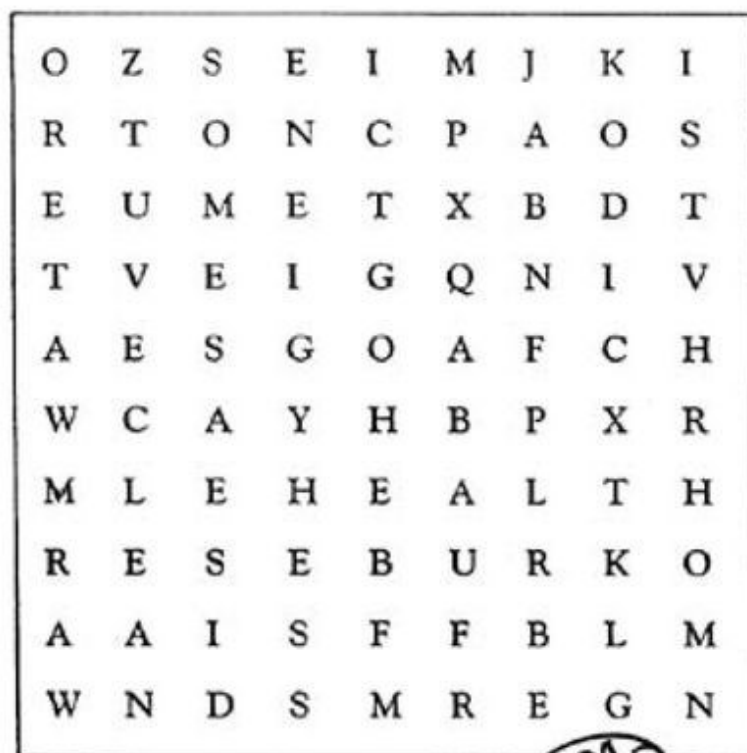 O Z S E I M J K I
R T O N C P A O S
E U M E T X B D T
T V E I G Q N I V
A E S G O A F C H
W C A Y H B P X R
M L E H E A L T H
R E S E B U R K O
A A I S F F B L M
W N D S M R E G N